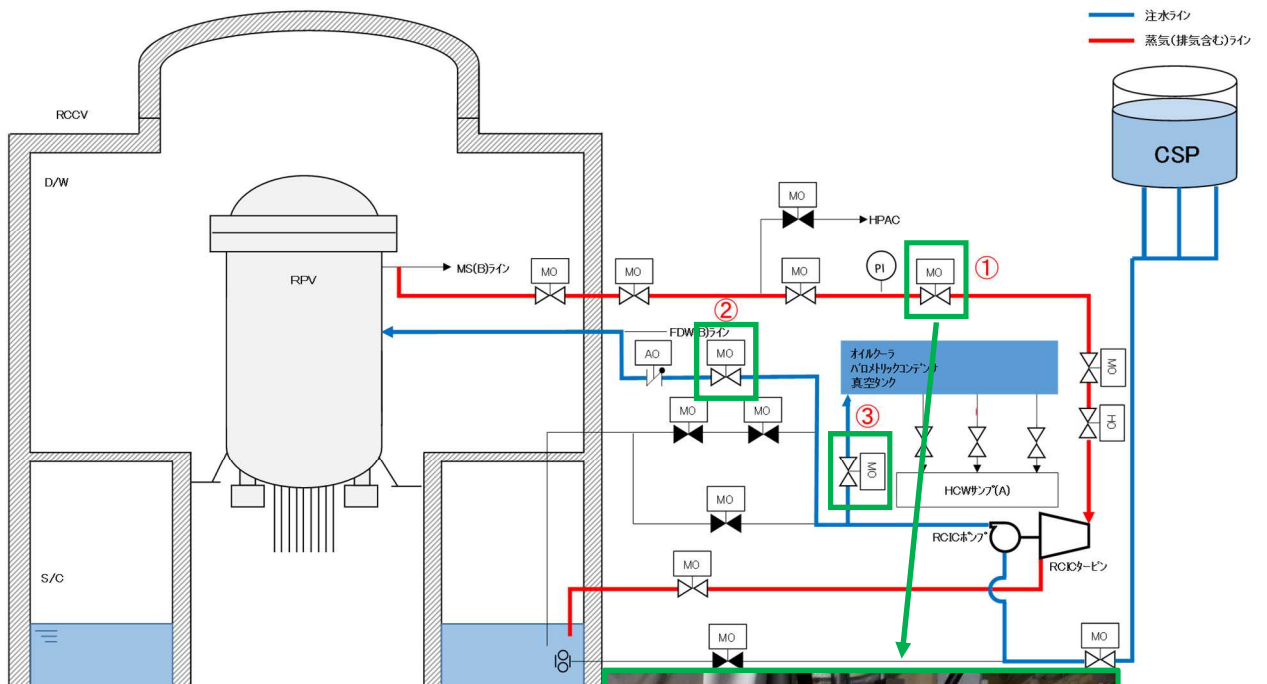 注水ライン
蒸気(排気含む)ライン
RCCV
CSP
D/W
MO
HPAC
RPV
MS(B)ライン
MO
MO
MO
PI
MO
①
②
FDW(B)ライン
AO
MO
オイルクーラ
バロメトリックコンデンサ
真空タンク
MO
HO
MO
MO
③
MO
HCWサンプ(A)
MO
RCICポンプ
RCICタービン
S/C
MO
MO
MO